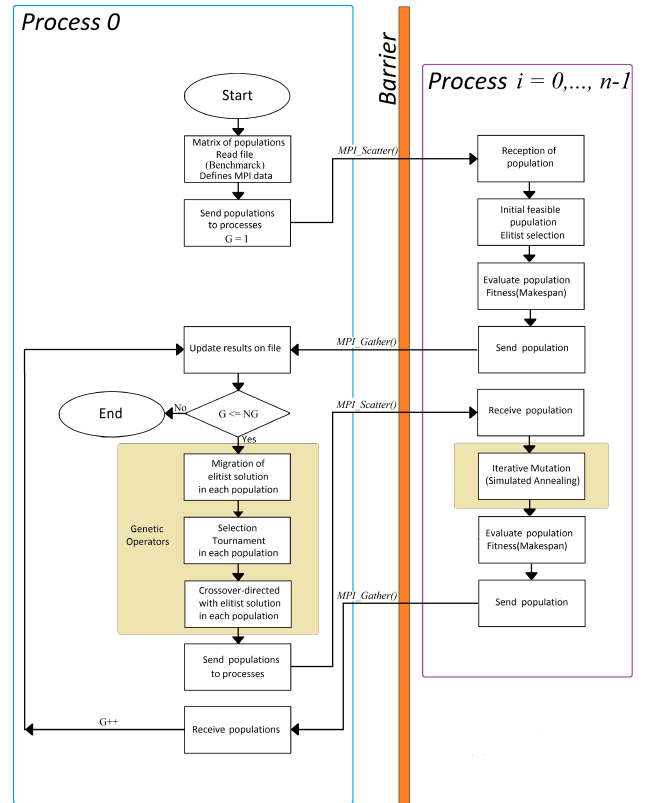 Process 0
Start
Matrix of populations
Read file
(Benchmarck)
Defines MPI data
Send populations
to processes
G = 1
Update results on file
End
No
G <= NG
Yes
Genetic
Operators
Migration of
elitist solution
in each population
Selection
Tournament
in each population
Crossover-directed
with elitist solution
in each population
Send populations
to processes
G++
Receive populations
Barrier
MPI_Scatter()
MPI_Gather()
MPI_Scatter()
MPI_Gather()
Process i = 0,..., n-1
Reception of
population
Initial feasible
pupulation
Elitist selection
Evaluate population
Fitness(Makespan)
Send population
Receive population
Iterative Mutation
(Simulated Annealing)
Evaluate population
Fitness(Makespan)
Send population